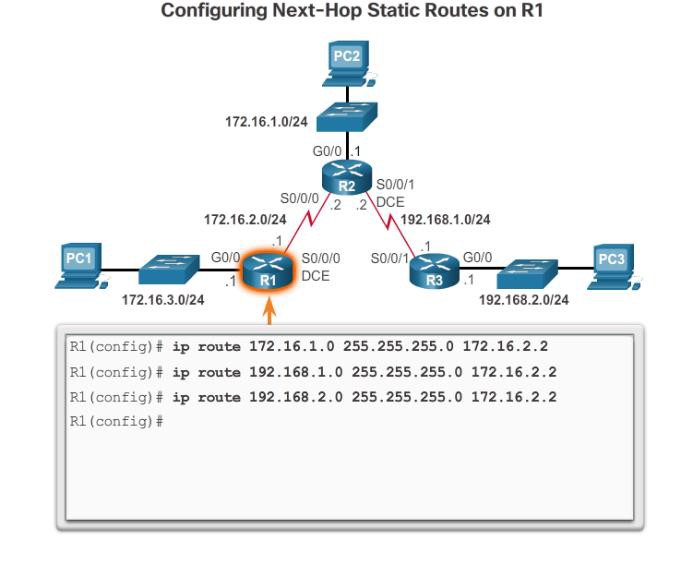 Configuring Next-Hop Static Routes on R1
PC2
172.16.1.0/24
G0/0 .1
R2 S0/0/1
S0/0/0 .2 .2 DCE
172.16.2.0/24 192.168.1.0/24
.1 .1
PC1 G0/0 S0/0/0 S0/0/1 G0/0 PC3
.1 R1 DCE R3 .1
172.16.3.0/24 192.168.2.0/24
R1(config)# ip route 172.16.1.0 255.255.255.0 172.16.2.2
R1(config)# ip route 192.168.1.0 255.255.255.0 172.16.2.2
R1(config)# ip route 192.168.2.0 255.255.255.0 172.16.2.2
R1(config)#